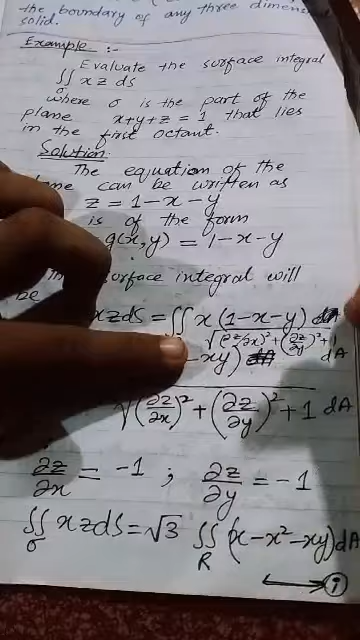 the boundary of any three
solid.
Example :-
Evaluate the surface integral
∬σ xz ds
where σ is the part of the
plane x+y+z = 1 that lies
in the first octant.
Solution:
The equation of the
can be written as
z = 1-x-y
is of the form
g(x,y) = 1-x-y
surface integral will
be
xzds = ∬ x(1-x-y)
√(∂z/∂x)²+(∂z/∂y)²+1
-xy) dA
√(∂z/∂x)² + (∂z/∂y)² + 1 dA
∂z/∂x = -1 ; ∂z/∂y = -1
∬σ xzds = √3 ∬R (x-x²-xy)dA